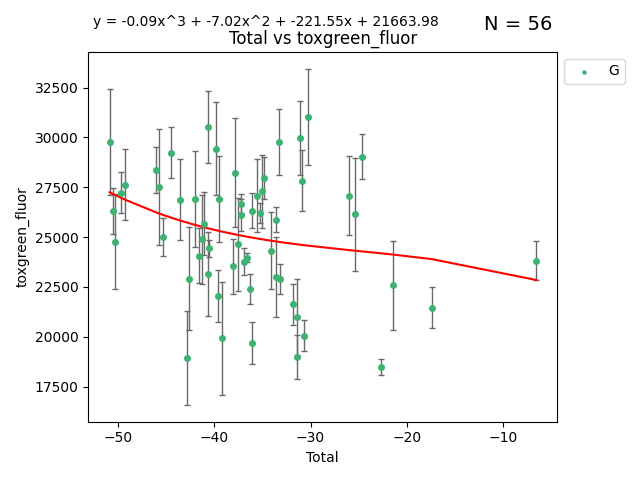 y = -0.09x^3 + -7.02x^2 + -221.55x + 21663.98
N = 56
Total vs toxgreen_fluor
G
toxgreen_fluor
32500
30000
27500
25000
22500
20000
17500
−50 −40 −30 −20 −10
Total